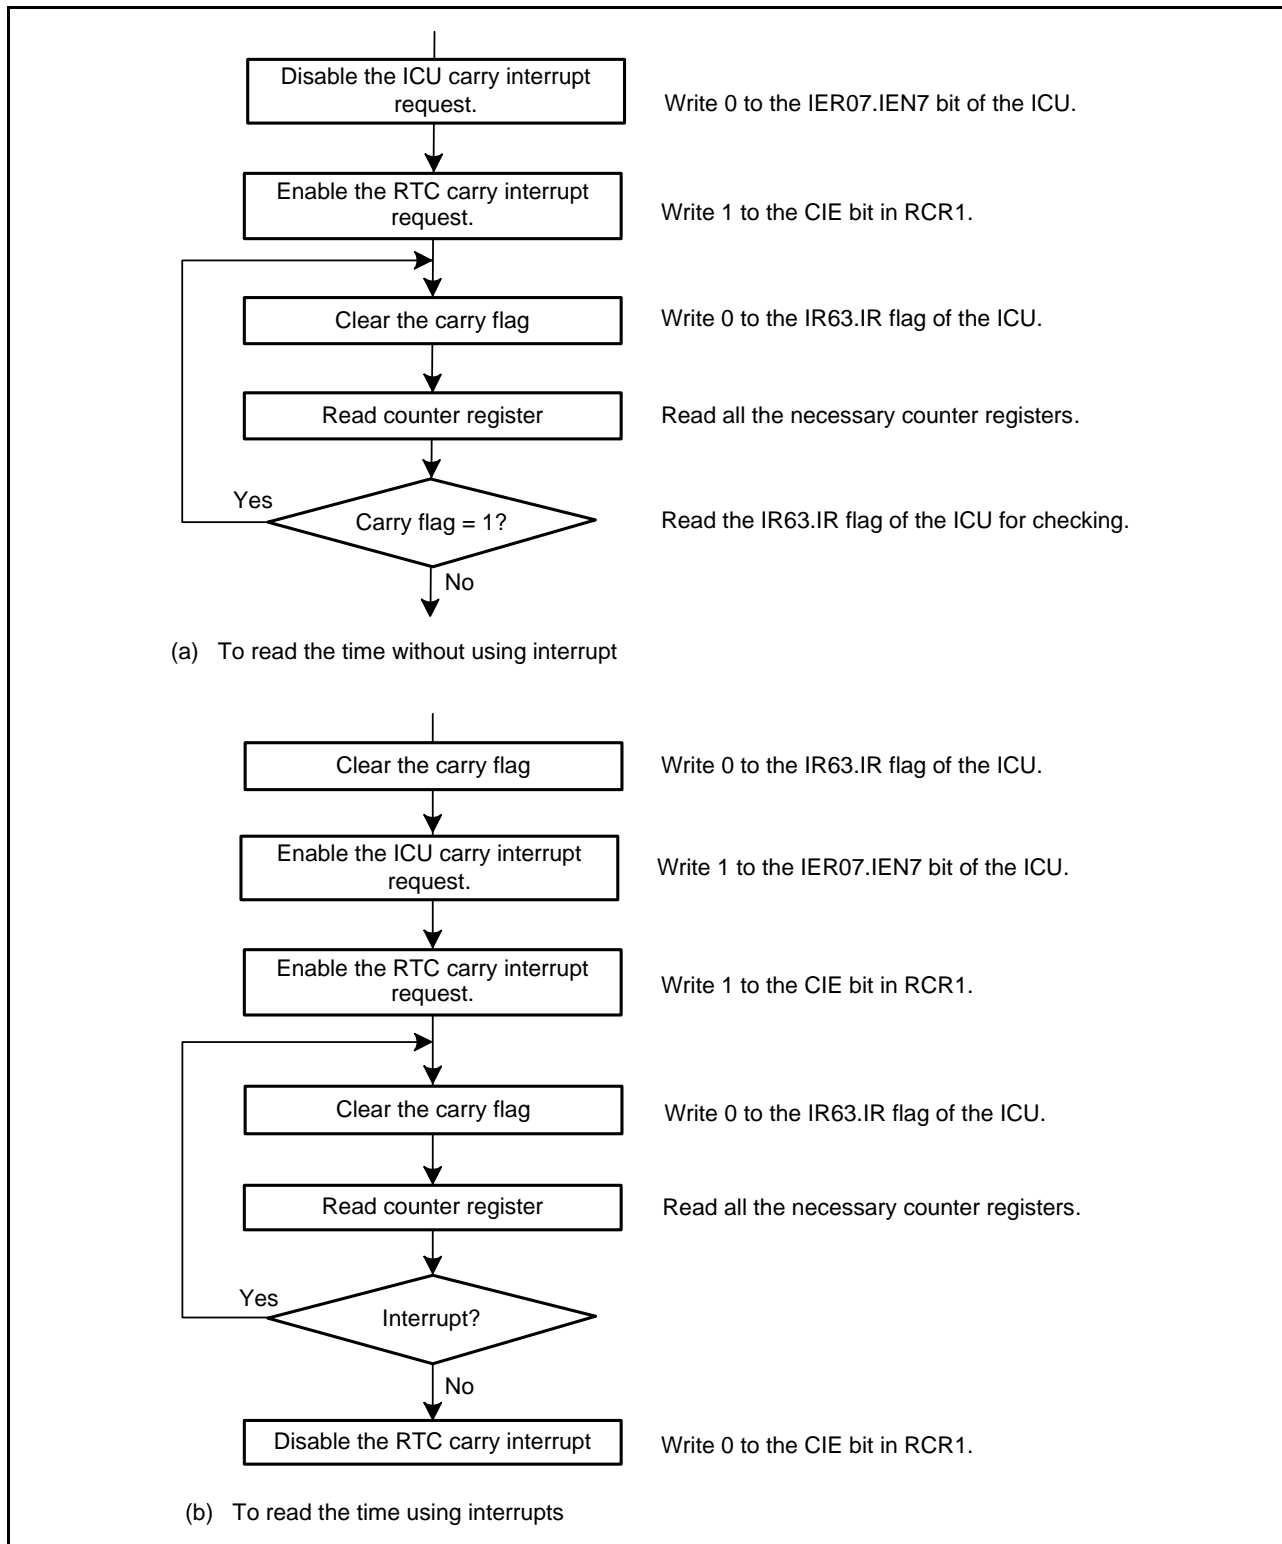 Disable the ICU carry interrupt
request.
Write 0 to the IER07.IEN7 bit of the ICU.
Enable the RTC carry interrupt
request.
Write 1 to the CIE bit in RCR1.
Clear the carry flag
Write 0 to the IR63.IR flag of the ICU.
Read counter register
Read all the necessary counter registers.
Yes
Carry flag = 1?
Read the IR63.IR flag of the ICU for checking.
No
(a) To read the time without using interrupt
Clear the carry flag
Write 0 to the IR63.IR flag of the ICU.
Enable the ICU carry interrupt
request.
Write 1 to the IER07.IEN7 bit of the ICU.
Enable the RTC carry interrupt
request.
Write 1 to the CIE bit in RCR1.
Clear the carry flag
Write 0 to the IR63.IR flag of the ICU.
Read counter register
Read all the necessary counter registers.
Yes
Interrupt?
No
Disable the RTC carry interrupt
Write 0 to the CIE bit in RCR1.
(b) To read the time using interrupts